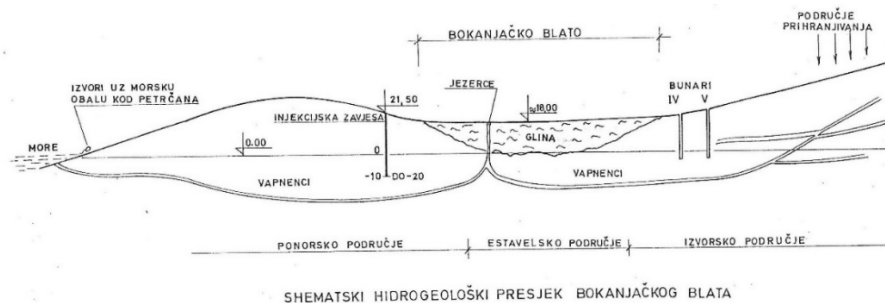 PODRUČJE
PRIHRANJIVANJA
BOKANJAČKO BLATO
IZVORI UZ MORSKU
OBALU KOD PETRČANA
JEZERCE
BUNARI
IV V
21,50
INJEKCIJSKA ZAVJESA
18,00
GLINA
MORE
0.00
0
VAPNENCI
-10-DO-20
VAPNENCI
PONORSKO PODRUČJE
ESTAVELSKO PODRUČJE
IZVORSKO PODRUČJE
SHEMATSKI HIDROGEOLOŠKI PRESJEK BOKANJAČKOG BLATA